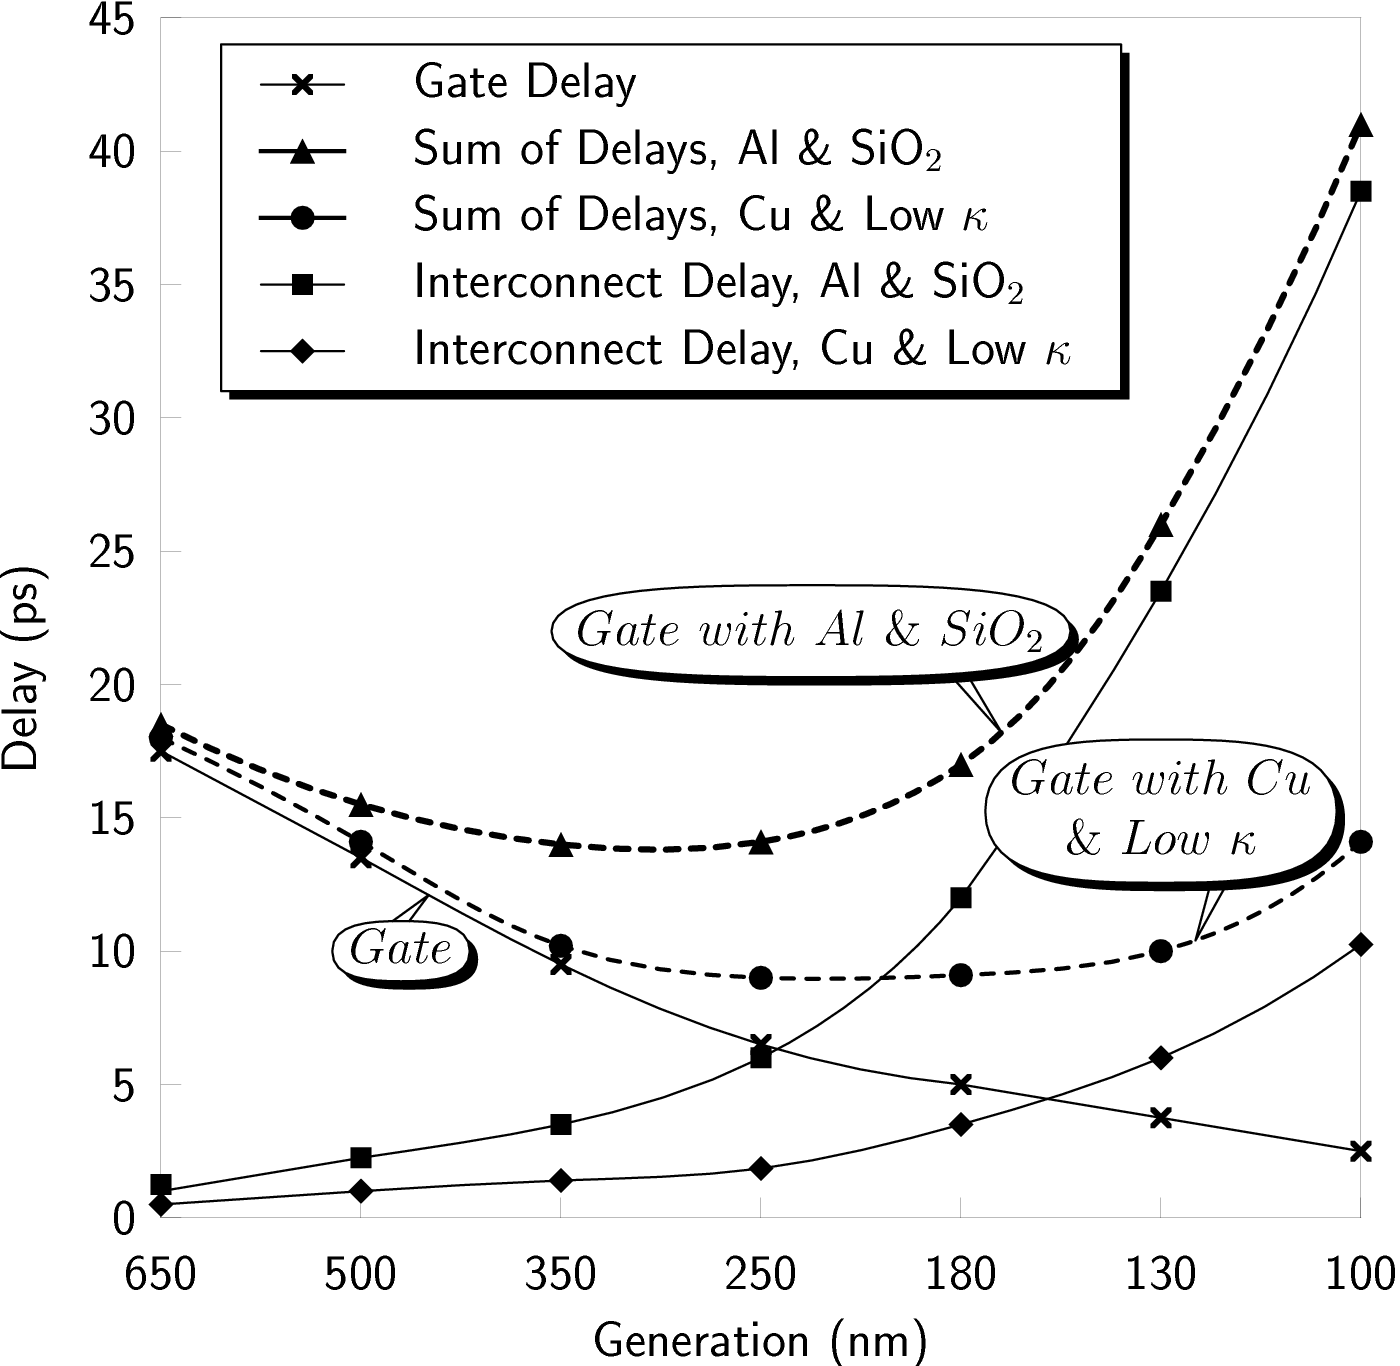 45
40
35
30
25
20
15
10
5
0
Delay (ps)
Gate Delay
Sum of Delays, Al & SiO₂
Sum of Delays, Cu & Low κ
Interconnect Delay, Al & SiO₂
Interconnect Delay, Cu & Low κ
Gate with Al & SiO₂
Gate with Cu
& Low κ
Gate
650 500 350 250 180 130 100
Generation (nm)